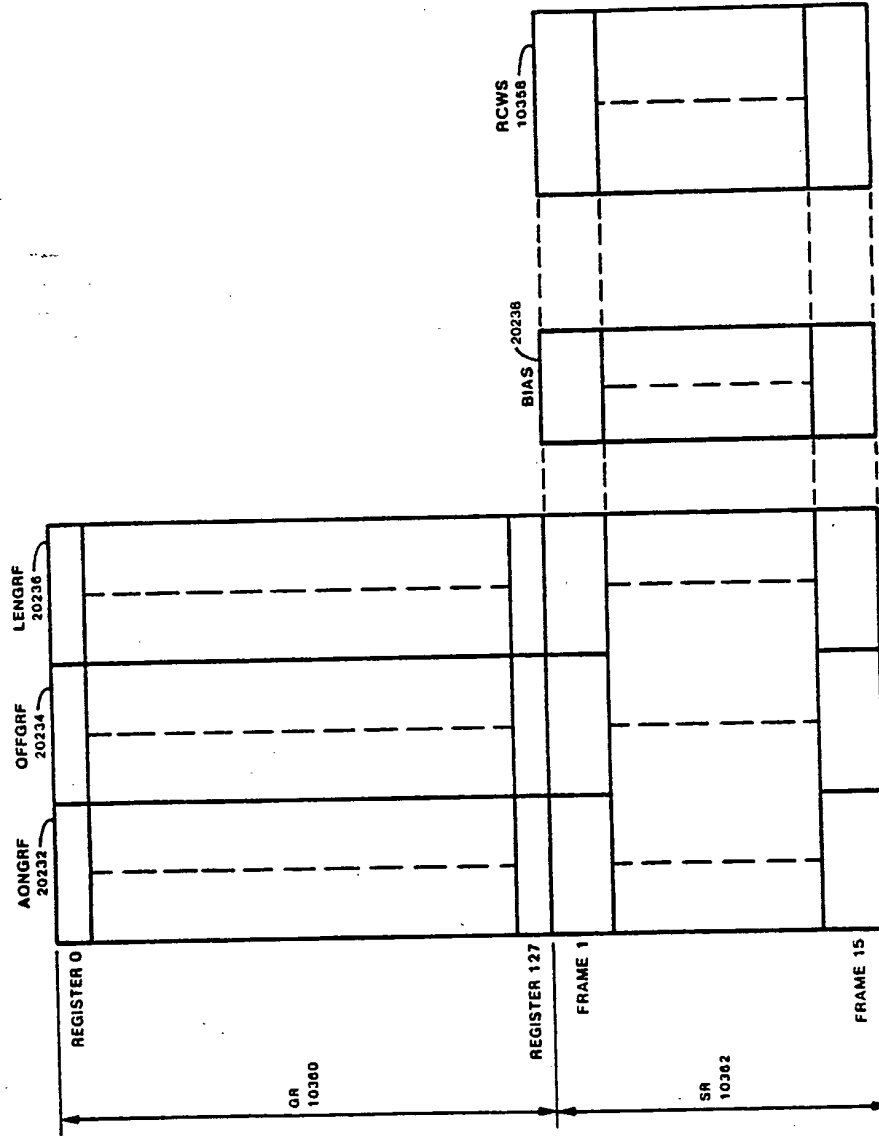 AONGRF
20232
OFFGRF
20234
LENGRF
20236
BIAS
20238
RCWS
10358
REGISTER 0
REGISTER 127
FRAME 1
FRAME 15
GR
10360
SR
10362